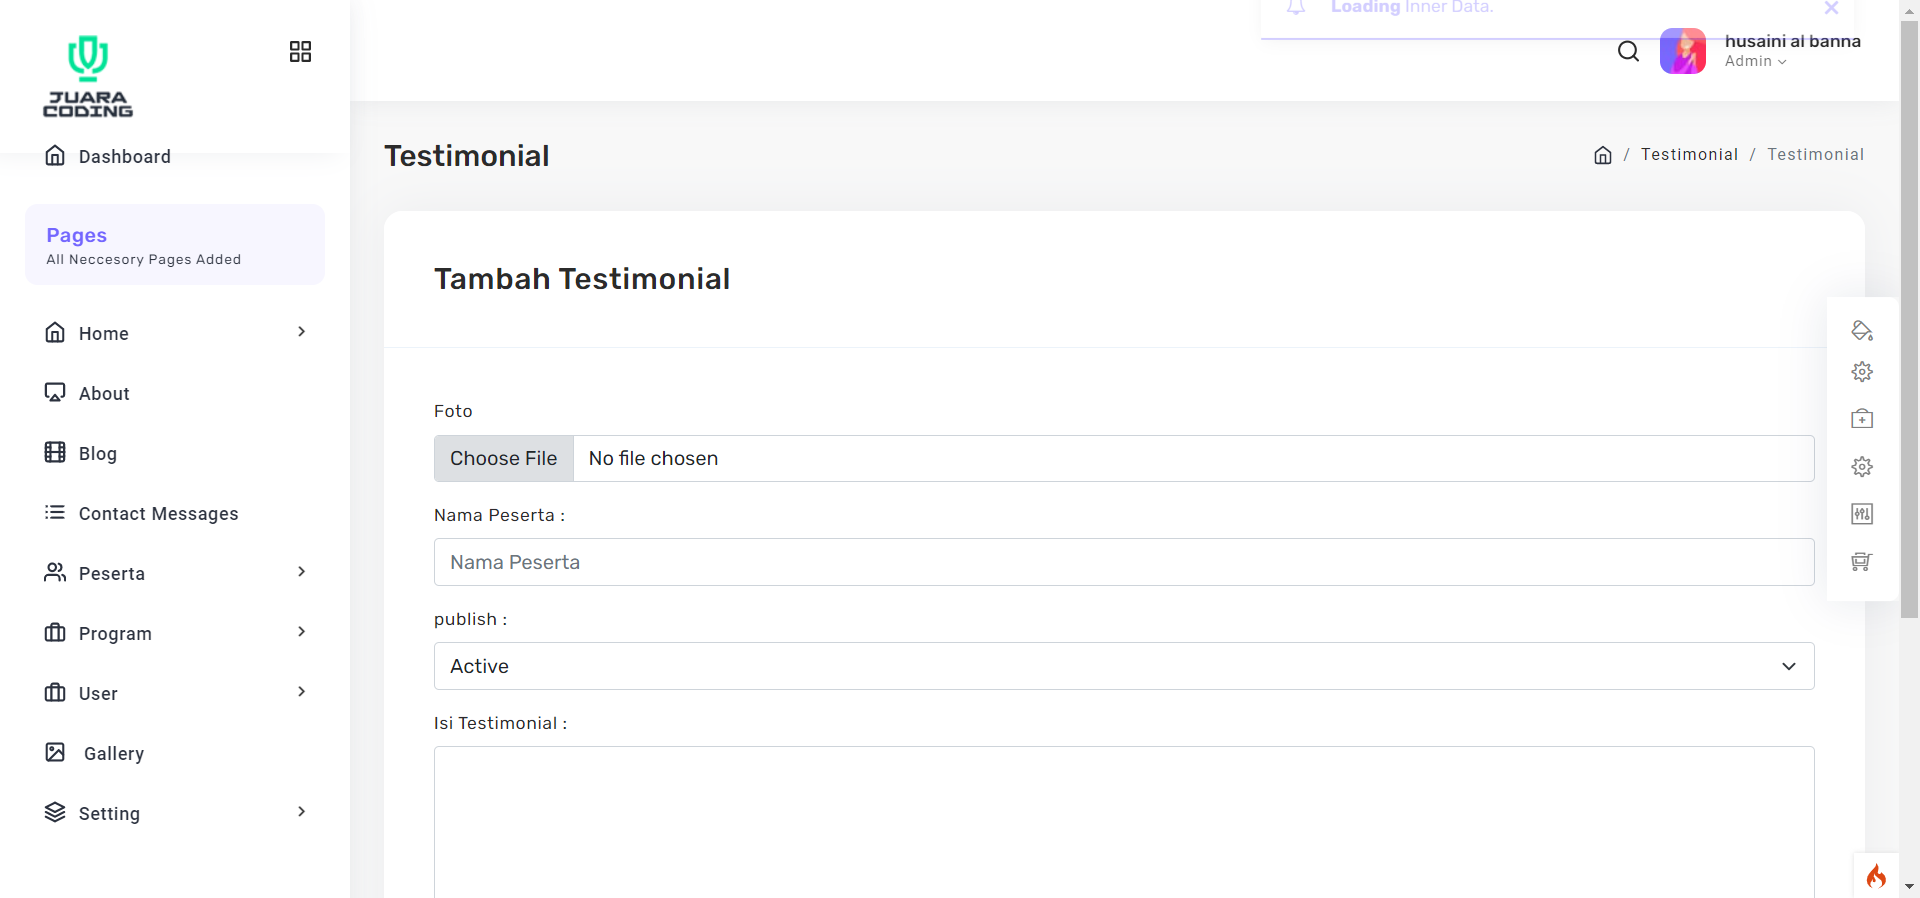 JUARA
CODING
Dashboard
Pages
All Neccesory Pages Added
Home
About
Blog
Contact Messages
Peserta
Program
User
Gallery
Setting
Loading Inner Data.
husaini al banna
Admin
Testimonial
/ Testimonial / Testimonial
Tambah Testimonial
Foto
Choose File No file chosen
Nama Peserta :
Nama Peserta
publish :
Active
Isi Testimonial :